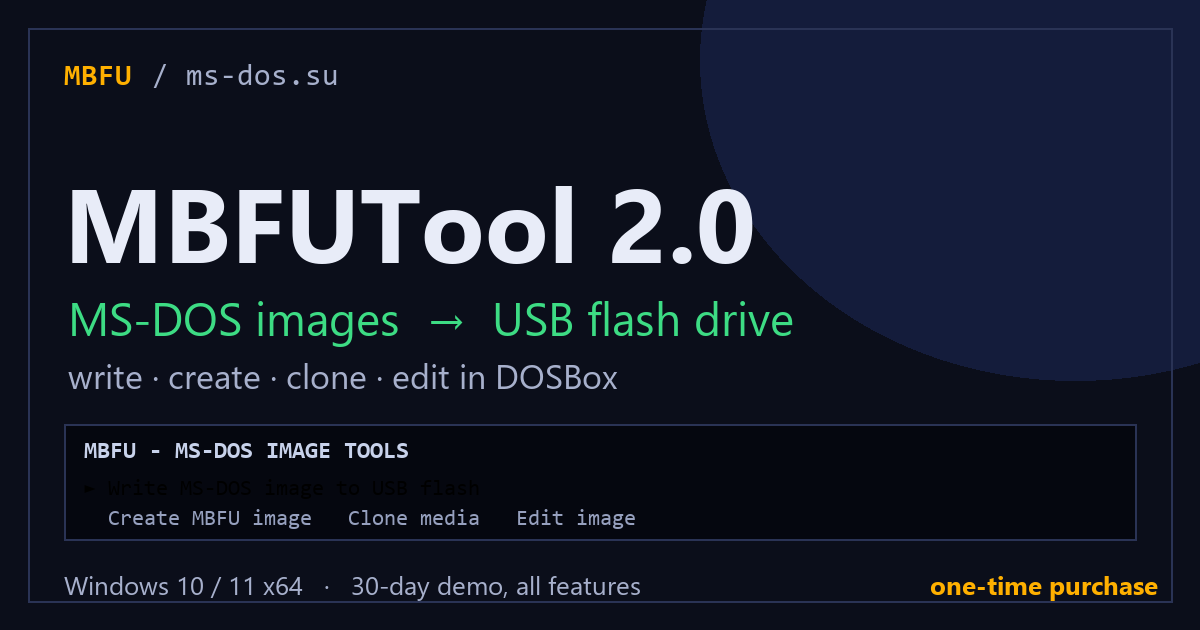 MBFU / ms-dos.su
MBFUTool 2.0
MS-DOS images → USB flash drive
write · create · clone · edit in DOSBox
MBFU - MS-DOS IMAGE TOOLS
► Write MS-DOS image to USB flash
Create MBFU image   Clone media   Edit image
Windows 10 / 11 x64   ·   30-day demo, all features
one-time purchase